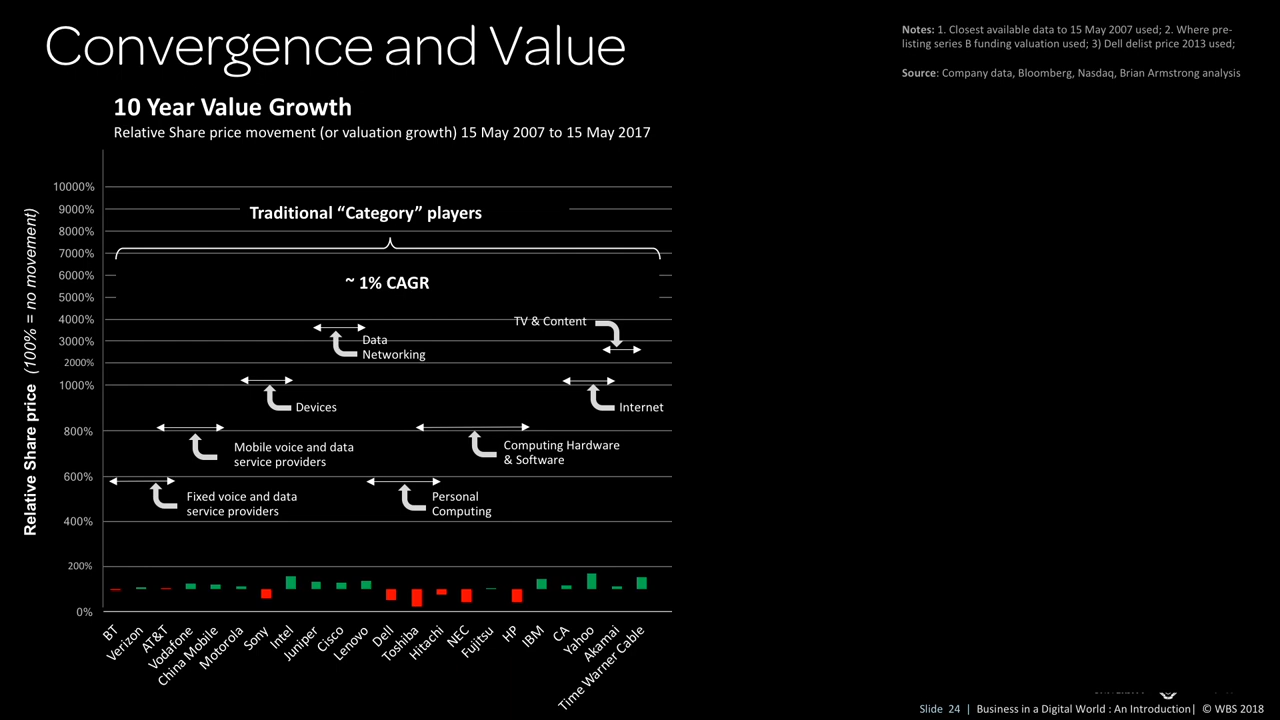 Convergence and Value
Notes: 1. Closest available data to 15 May 2007 used; 2. Where pre-
listing series B funding valuation used; 3) Dell delist price 2013 used;
Source: Company data, Bloomberg, Nasdaq, Brian Armstrong analysis
10 Year Value Growth
Relative Share price movement (or valuation growth) 15 May 2007 to 15 May 2017
Relative Share price (100% = no movement)
10000%
9000%
8000%
7000%
6000%
5000%
4000%
3000%
2000%
1000%
800%
600%
400%
200%
0%
Traditional “Category” players
~ 1% CAGR
TV & Content
Data
Networking
Devices
Internet
Mobile voice and data
service providers
Computing Hardware
& Software
Fixed voice and data
service providers
Personal
Computing
BT
Verizon
AT&T
Vodafone
China Mobile
Motorola
Sony
Intel
Juniper
Cisco
Lenovo
Dell
Toshiba
Hitachi
NEC
Fujitsu
HP
IBM
CA
Yahoo
Akamai
Time Warner Cable
Slide 24 | Business in a Digital World : An Introduction| © WBS 2018